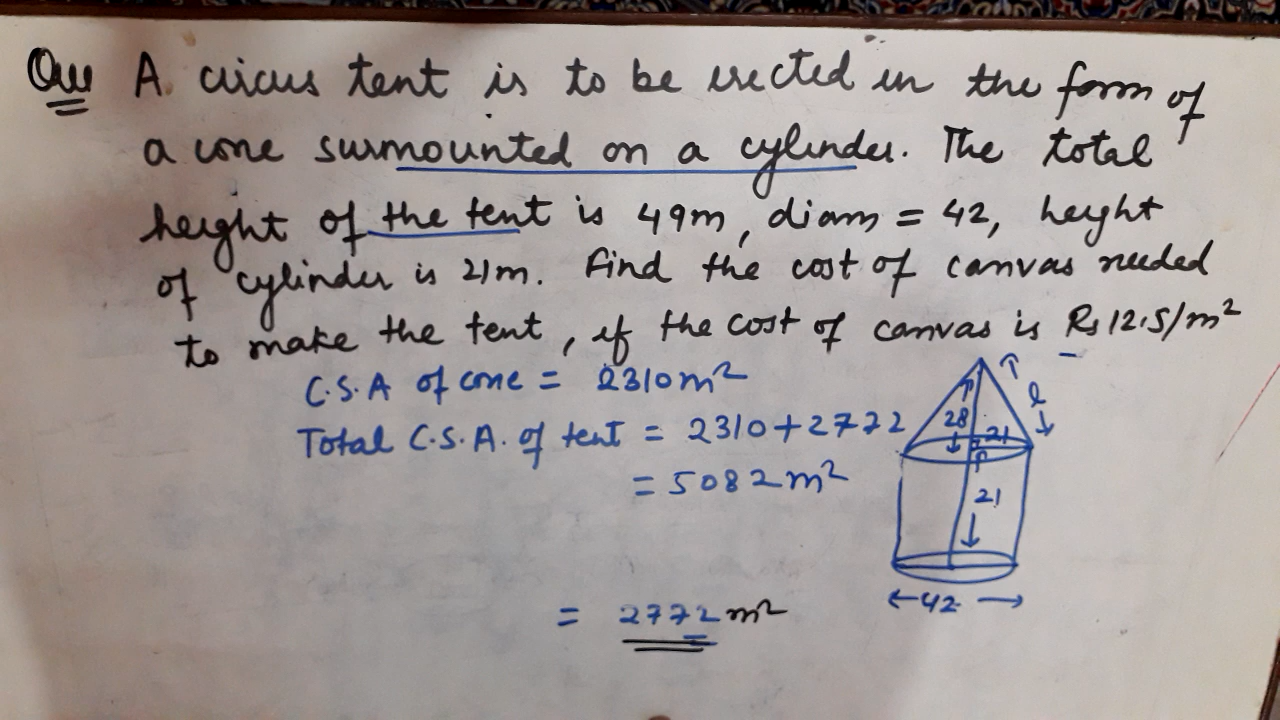 Que A circus tent is to be erected in the form of
a cone surmounted on a cylinder. The total
height of the tent is 49m, diam = 42, height
of cylinder is 21m. Find the cost of canvas needed
to make the tent, if the cost of canvas is Rs 12.5/m²
C.S.A of cone = 2310m²
Total C.S.A. of tent = 2310+2772
= 5082m²
= 2772 m²
l
28
21
21
42